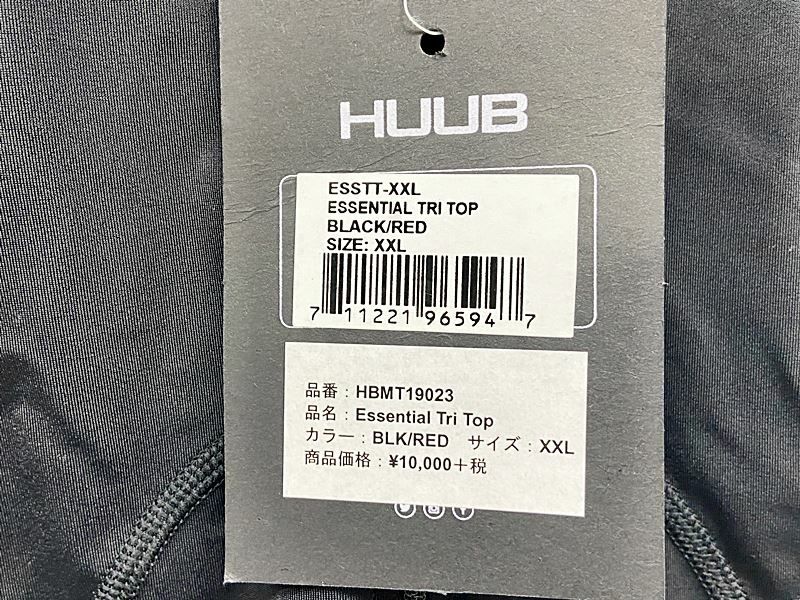 HUUB
ESSTT-XXL
ESSENTIAL TRI TOP
BLACK/RED
SIZE: XXL
7 11221 96594 7
品番：HBMT19023
品名：Essential Tri Top
カラー：BLK/RED サイズ：XXL
商品価格：¥10,000＋税